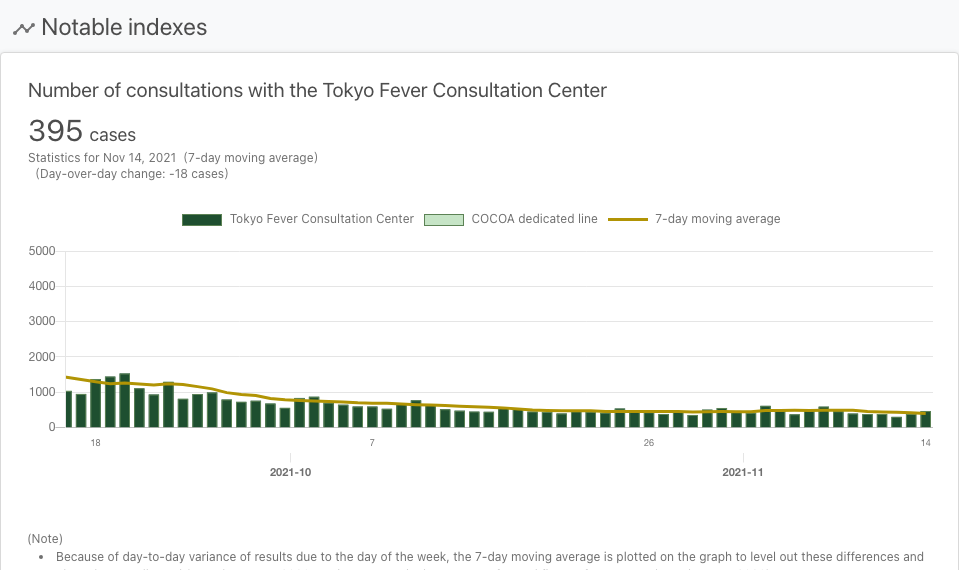 Notable indexes
Number of consultations with the Tokyo Fever Consultation Center
395 cases
Statistics for Nov 14, 2021 (7-day moving average)
(Day-over-day change: -18 cases)
Tokyo Fever Consultation Center COCOA dedicated line 7-day moving average
5000
4000
3000
2000
1000
0
18 7 26 14
2021-10 2021-11
(Note)
• Because of day-to-day variance of results due to the day of the week, the 7-day moving average is plotted on the graph to level out these differences and